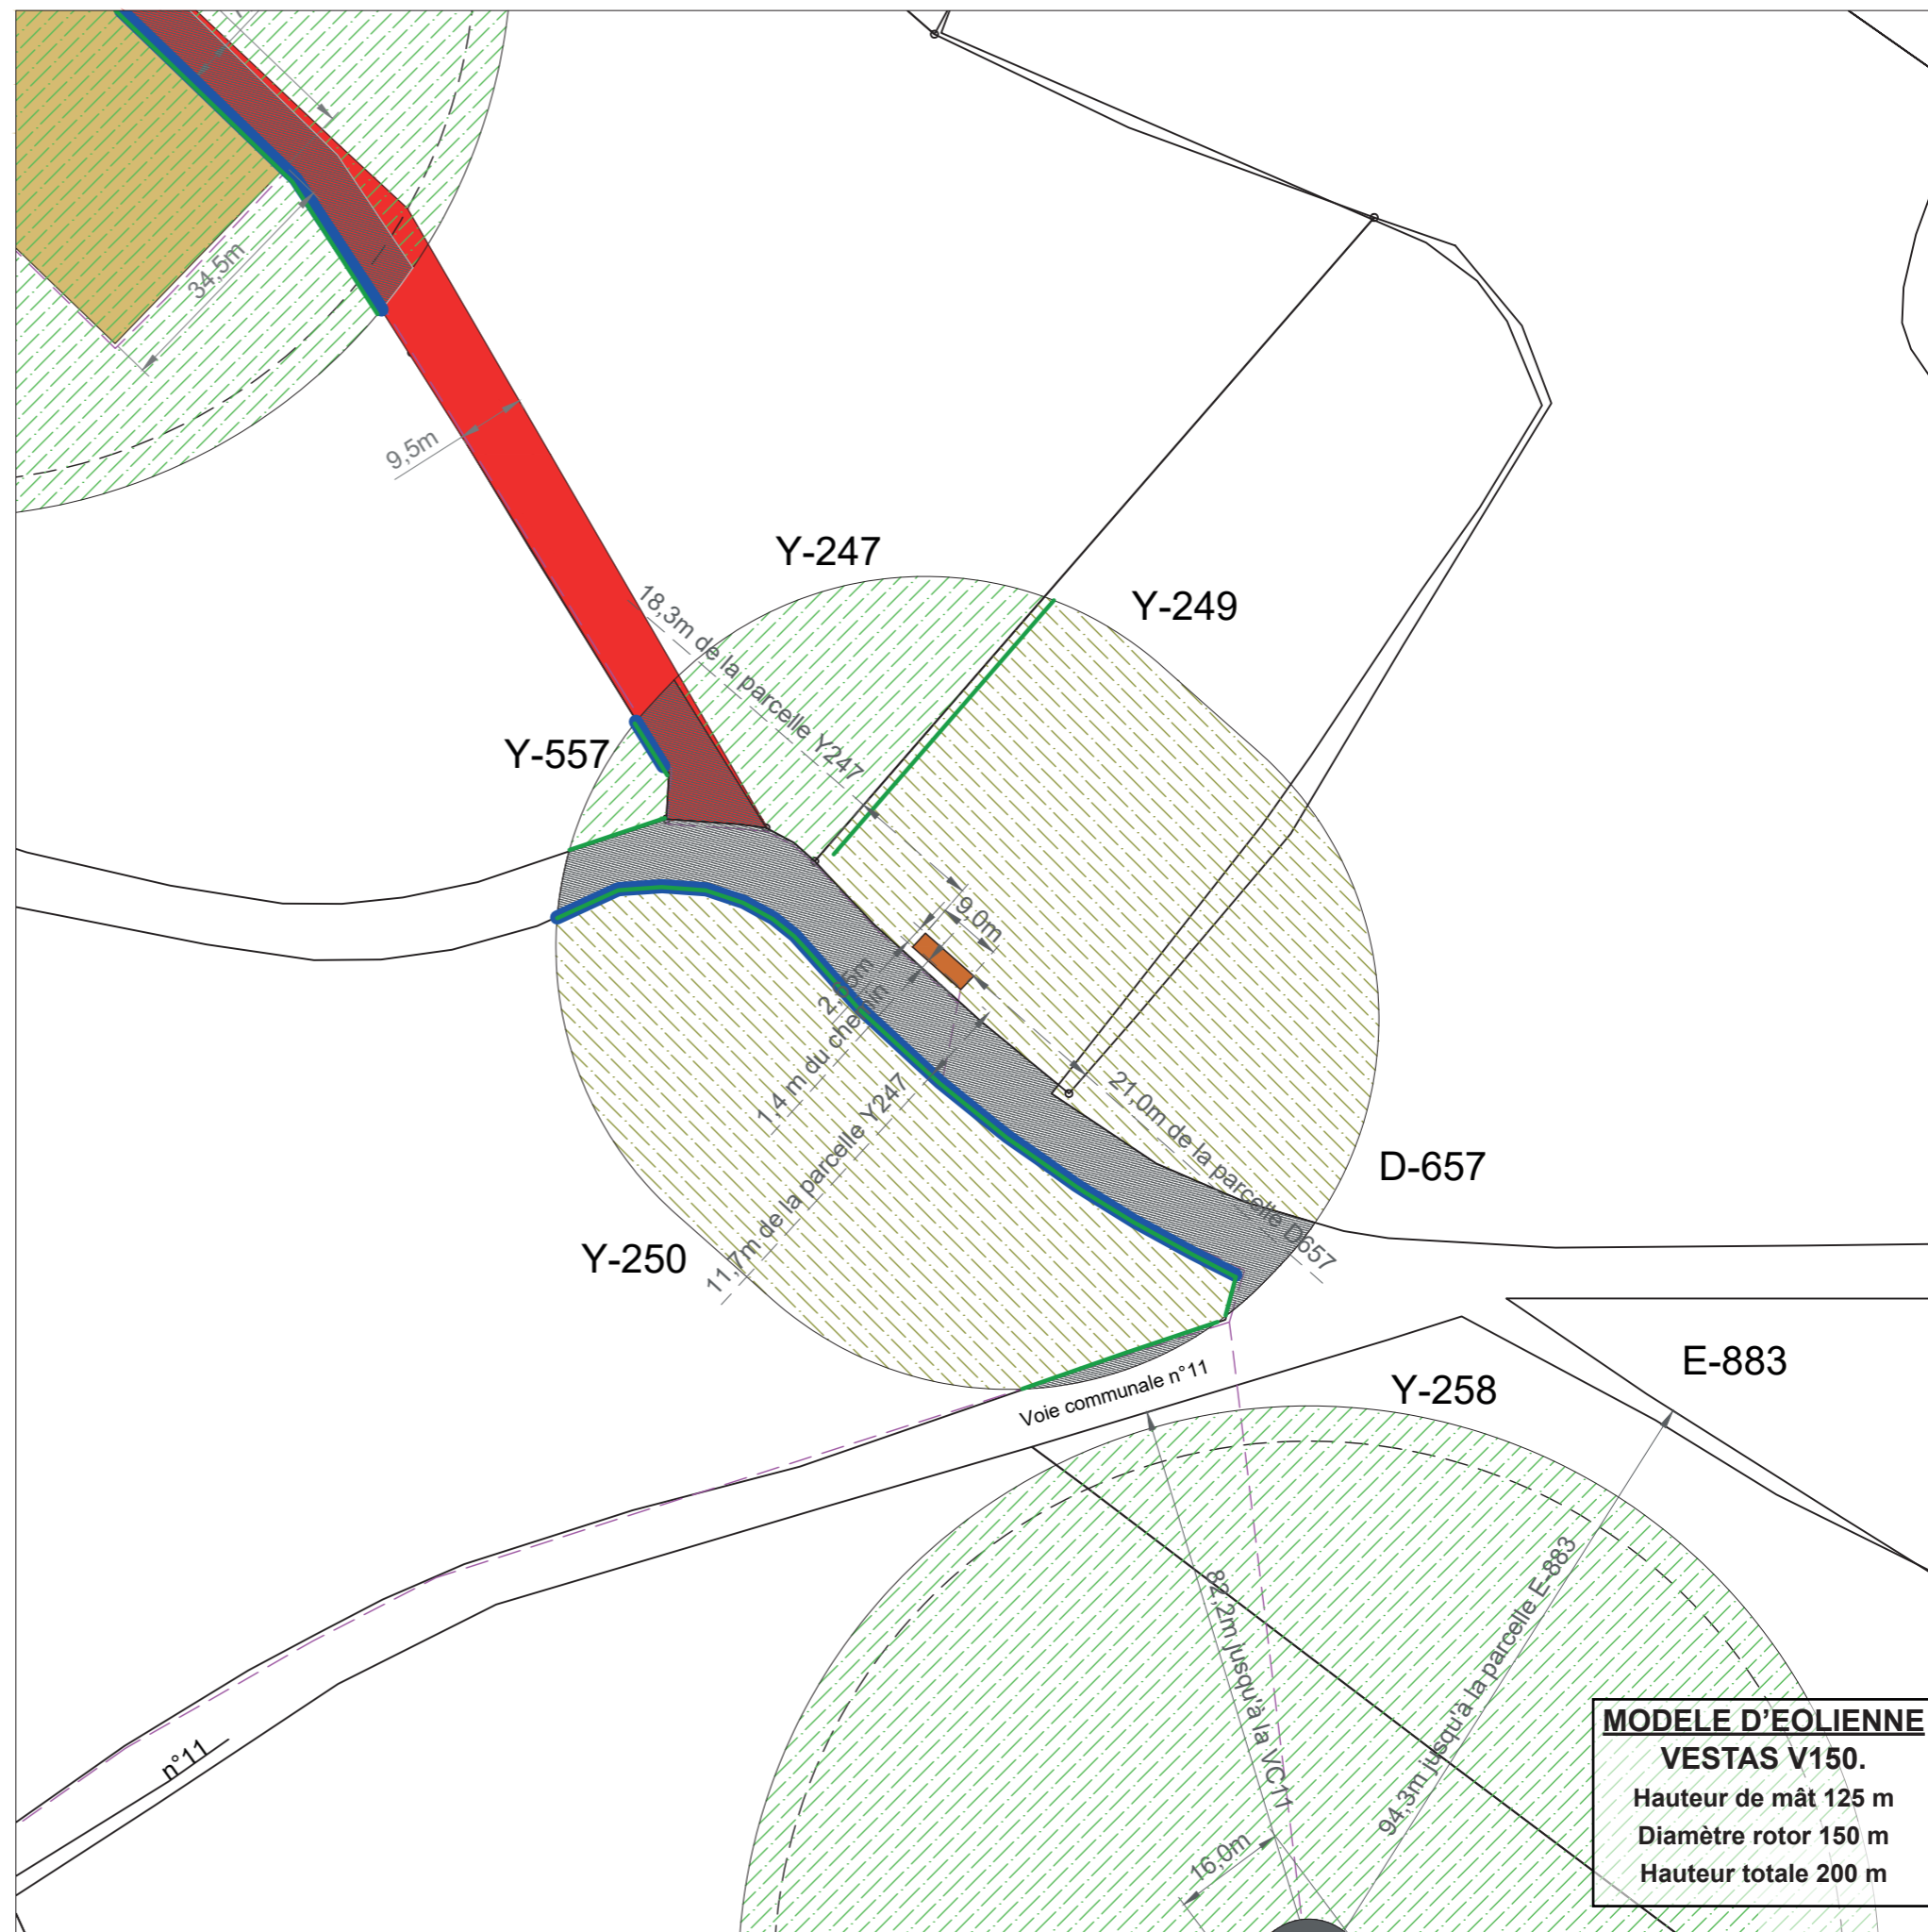 34,5m
9,5m
Y-247
Y-249
18,3m de la parcelle Y247
Y-557
9,0m
1,4 m du chemin
11,7m de la parcelle Y247
21,0m de la parcelle D657
D-657
Y-250
E-883
Y-258
Voie communale n°11
82,2m jusqu'à la VC11
94,3m jusqu'à la parcelle E-883
16,0m
n°11
MODELE D'EOLIENNE
VESTAS V150.
Hauteur de mât 125 m
Diamètre rotor 150 m
Hauteur totale 200 m